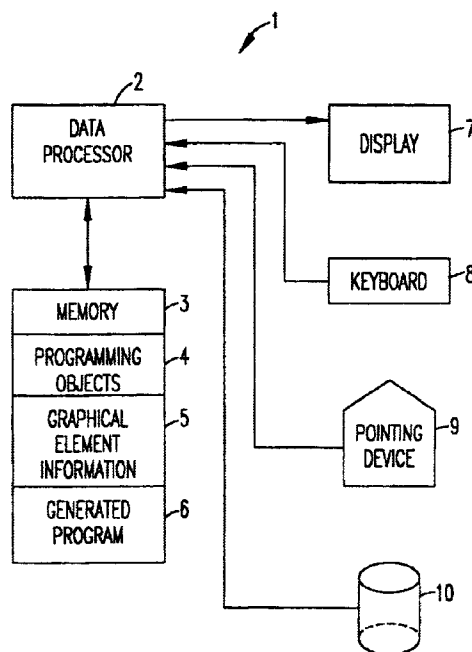 1
2
DATA
PROCESSOR
DISPLAY
7
KEYBOARD
8
MEMORY
3
PROGRAMMING
OBJECTS
4
GRAPHICAL
ELEMENT
INFORMATION
5
GENERATED
PROGRAM
6
POINTING
DEVICE
9
10